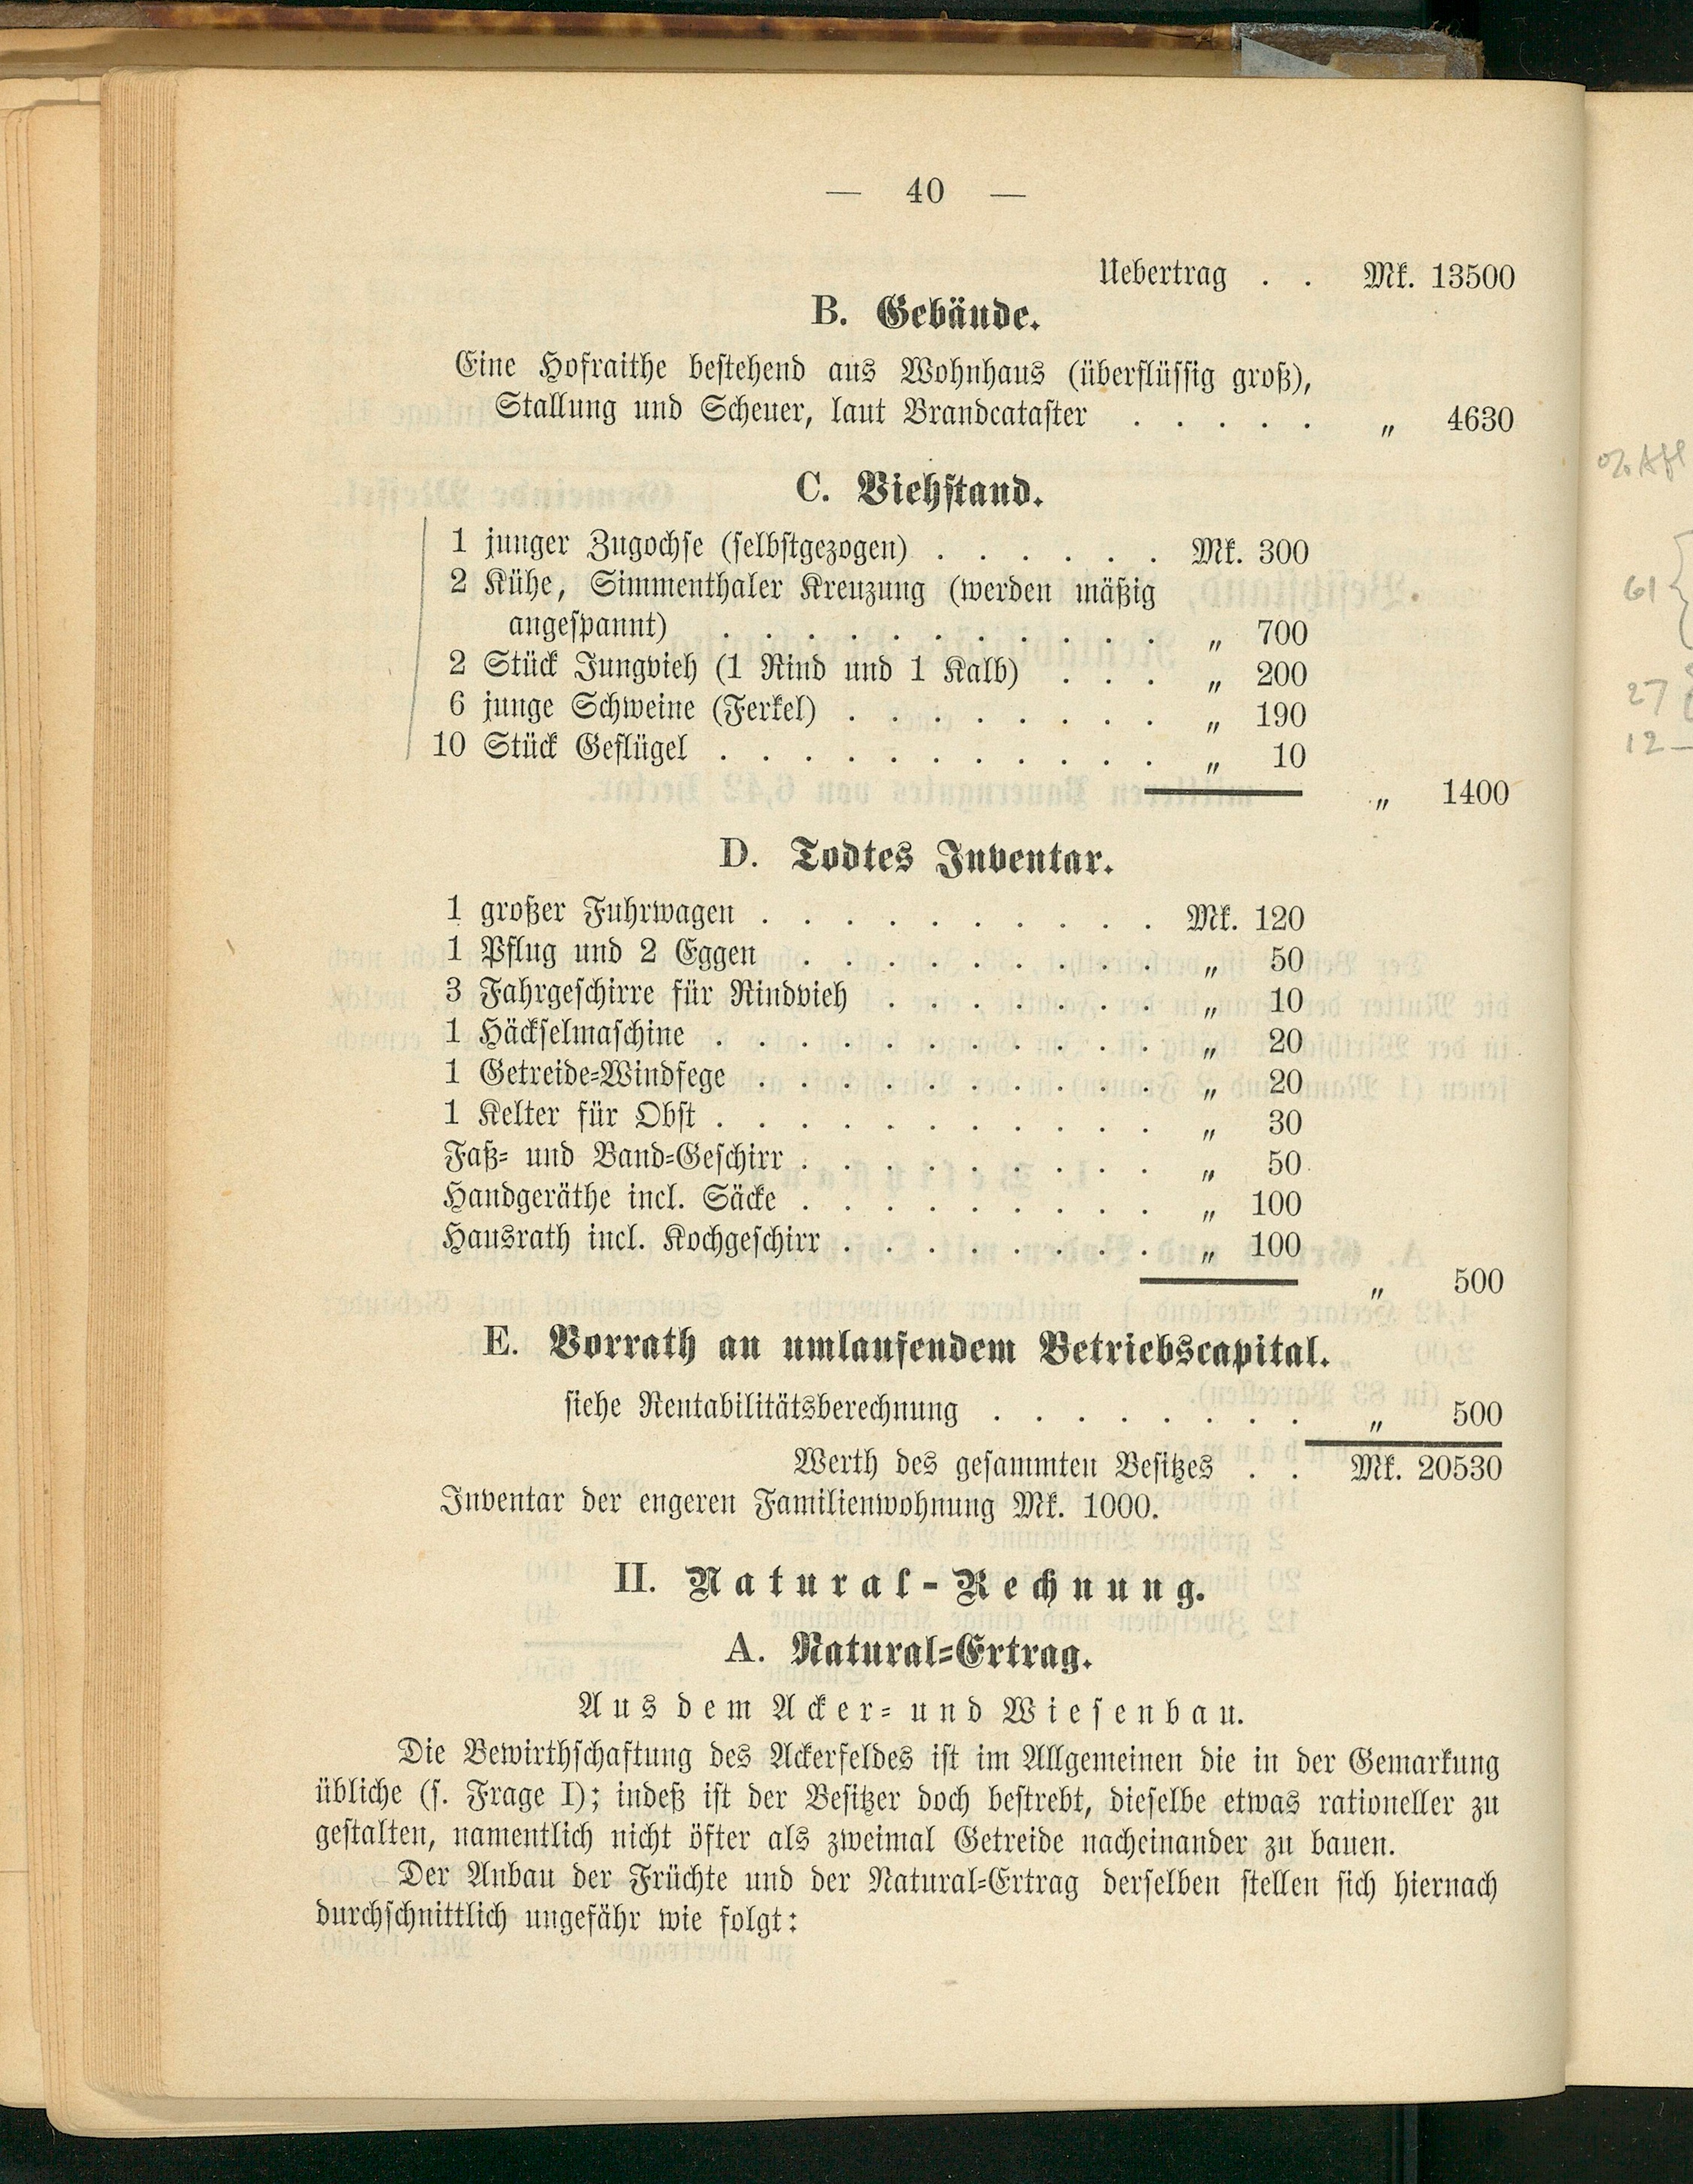 — 40 —
Uebertrag . . Mk. 13500
B. Gebäude.
Eine Hofraithe bestehend aus Wohnhaus (überflüssig groß),
Stallung und Scheuer, laut Brandcataster . . . . . „ 4630
C. Viehstand.
1 junger Zugochse (selbstgezogen) . . . . . . Mk. 300
2 Kühe, Simmenthaler Kreuzung (werden mäßig
angespannt) . . . . . . . . . . . „ 700
2 Stück Jungvieh (1 Rind und 1 Kalb) . . . „ 200
6 junge Schweine (Ferkel) . . . . . . . . „ 190
10 Stück Geflügel . . . . . . . . . . . „ 10
„ 1400
D. Todtes Inventar.
1 großer Fuhrwagen . . . . . . . . . . Mk. 120
1 Pflug und 2 Eggen . . . . . . . . . „ 50
3 Fahrgeschirre für Rindvieh . . . . . . . „ 10
1 Häckselmaschine . . . . . . . . . . . „ 20
1 Getreide-Windfege . . . . . . . . . . „ 20
1 Kelter für Obst . . . . . . . . . . . „ 30
Faß- und Band-Geschirr . . . . . . . . . „ 50
Handgeräthe incl. Säcke . . . . . . . . . „ 100
Hausrath incl. Kochgeschirr . . . . . . . . „ 100
„ 500
E. Vorrath an umlaufendem Betriebscapital.
siehe Rentabilitätsberechnung . . . . . . . . „ 500
Werth des gesammten Besitzes . . Mk. 20530
Inventar der engeren Familienwohnung Mk. 1000.
II. Natural-Rechnung.
A. Natural-Ertrag.
Aus dem Acker- und Wiesenbau.
Die Bewirthschaftung des Ackerfeldes ist im Allgemeinen die in der Gemarkung
übliche (s. Frage I); indeß ist der Besitzer doch bestrebt, dieselbe etwas rationeller zu
gestalten, namentlich nicht öfter als zweimal Getreide nacheinander zu bauen.
Der Anbau der Früchte und der Natural-Ertrag derselben stellen sich hiernach
durchschnittlich ungefähr wie folgt:
61
27
12